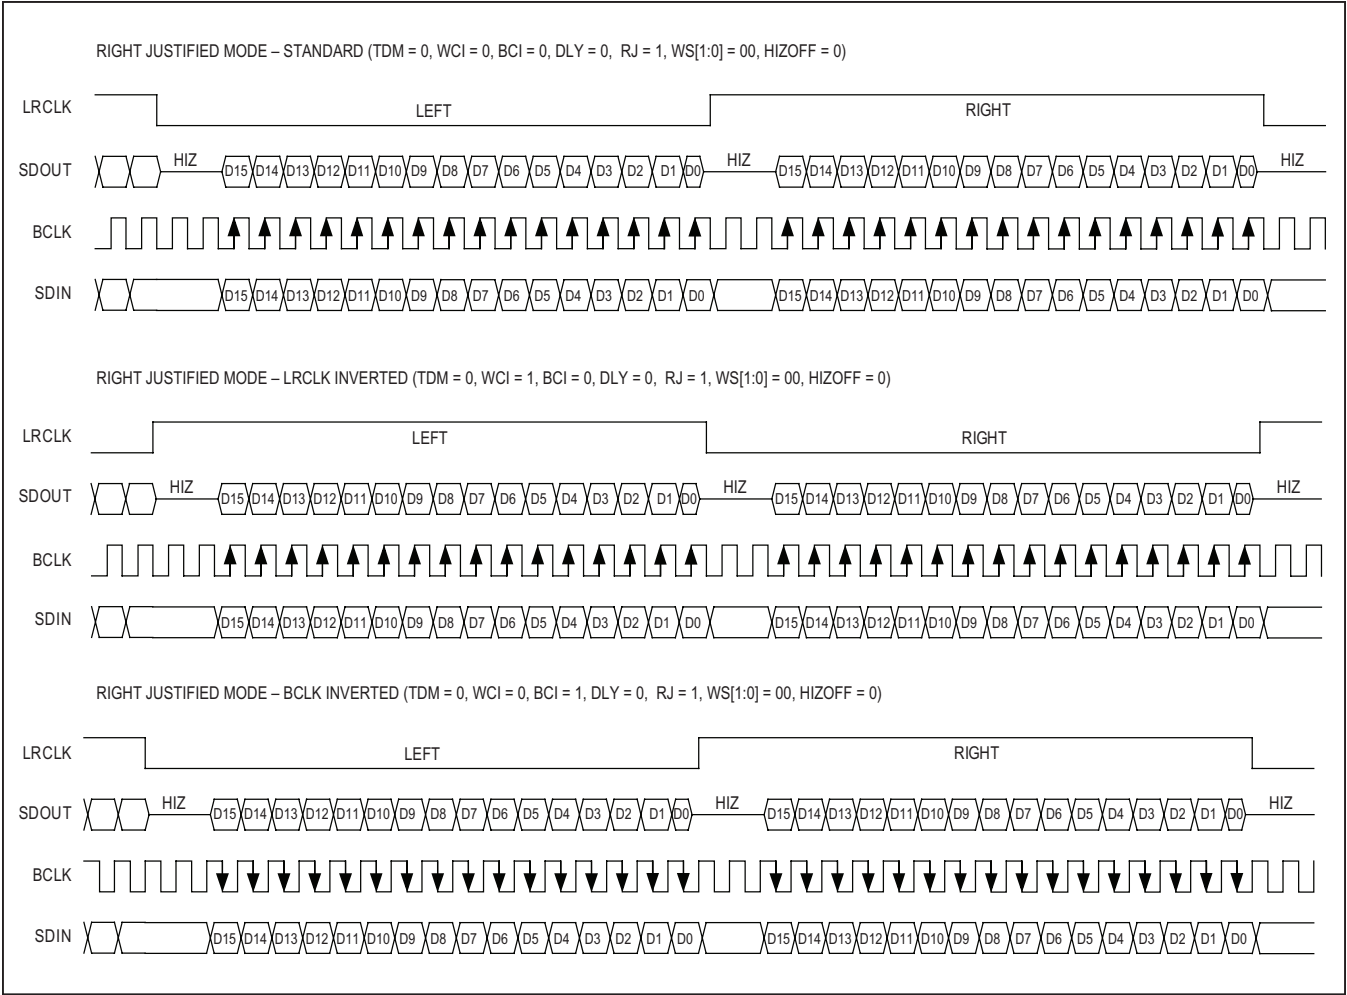 RIGHT JUSTIFIED MODE – STANDARD (TDM = 0, WCI = 0, BCI = 0, DLY = 0, RJ = 1, WS[1:0] = 00, HIZOFF = 0)
LRCLK LEFT RIGHT
SDOUT HIZ D15 D14 D13 D12 D11 D10 D9 D8 D7 D6 D5 D4 D3 D2 D1 D0 HIZ D15 D14 D13 D12 D11 D10 D9 D8 D7 D6 D5 D4 D3 D2 D1 D0 HIZ
BCLK
SDIN D15 D14 D13 D12 D11 D10 D9 D8 D7 D6 D5 D4 D3 D2 D1 D0 D15 D14 D13 D12 D11 D10 D9 D8 D7 D6 D5 D4 D3 D2 D1 D0
RIGHT JUSTIFIED MODE – LRCLK INVERTED (TDM = 0, WCI = 1, BCI = 0, DLY = 0, RJ = 1, WS[1:0] = 00, HIZOFF = 0)
LRCLK LEFT RIGHT
SDOUT HIZ D15 D14 D13 D12 D11 D10 D9 D8 D7 D6 D5 D4 D3 D2 D1 D0 HIZ D15 D14 D13 D12 D11 D10 D9 D8 D7 D6 D5 D4 D3 D2 D1 D0 HIZ
BCLK
SDIN D15 D14 D13 D12 D11 D10 D9 D8 D7 D6 D5 D4 D3 D2 D1 D0 D15 D14 D13 D12 D11 D10 D9 D8 D7 D6 D5 D4 D3 D2 D1 D0
RIGHT JUSTIFIED MODE – BCLK INVERTED (TDM = 0, WCI = 0, BCI = 1, DLY = 0, RJ = 1, WS[1:0] = 00, HIZOFF = 0)
LRCLK LEFT RIGHT
SDOUT HIZ D15 D14 D13 D12 D11 D10 D9 D8 D7 D6 D5 D4 D3 D2 D1 D0 HIZ D15 D14 D13 D12 D11 D10 D9 D8 D7 D6 D5 D4 D3 D2 D1 D0 HIZ
BCLK
SDIN D15 D14 D13 D12 D11 D10 D9 D8 D7 D6 D5 D4 D3 D2 D1 D0 D15 D14 D13 D12 D11 D10 D9 D8 D7 D6 D5 D4 D3 D2 D1 D0